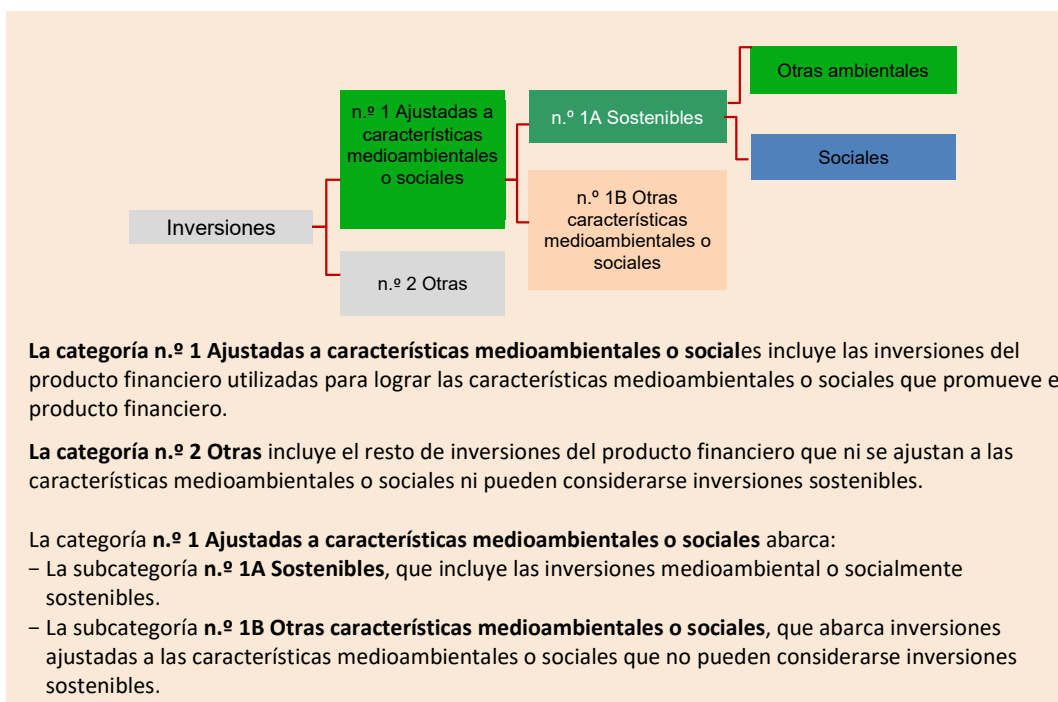 Otras ambientales
n.º 1 Ajustadas a
características
medioambientales
o sociales
n.º 1A Sostenibles
Sociales
n.º 1B Otras
características
medioambientales o
sociales
Inversiones
n.º 2 Otras
La categoría n.º 1 Ajustadas a características medioambientales o sociales incluye las inversiones del
producto financiero utilizadas para lograr las características medioambientales o sociales que promueve e
producto financiero.
La categoría n.º 2 Otras incluye el resto de inversiones del producto financiero que ni se ajustan a las
características medioambientales o sociales ni pueden considerarse inversiones sostenibles.
La categoría n.º 1 Ajustadas a características medioambientales o sociales abarca:
– La subcategoría n.º 1A Sostenibles, que incluye las inversiones medioambiental o socialmente
sostenibles.
– La subcategoría n.º 1B Otras características medioambientales o sociales, que abarca inversiones
ajustadas a las características medioambientales o sociales que no pueden considerarse inversiones
sostenibles.